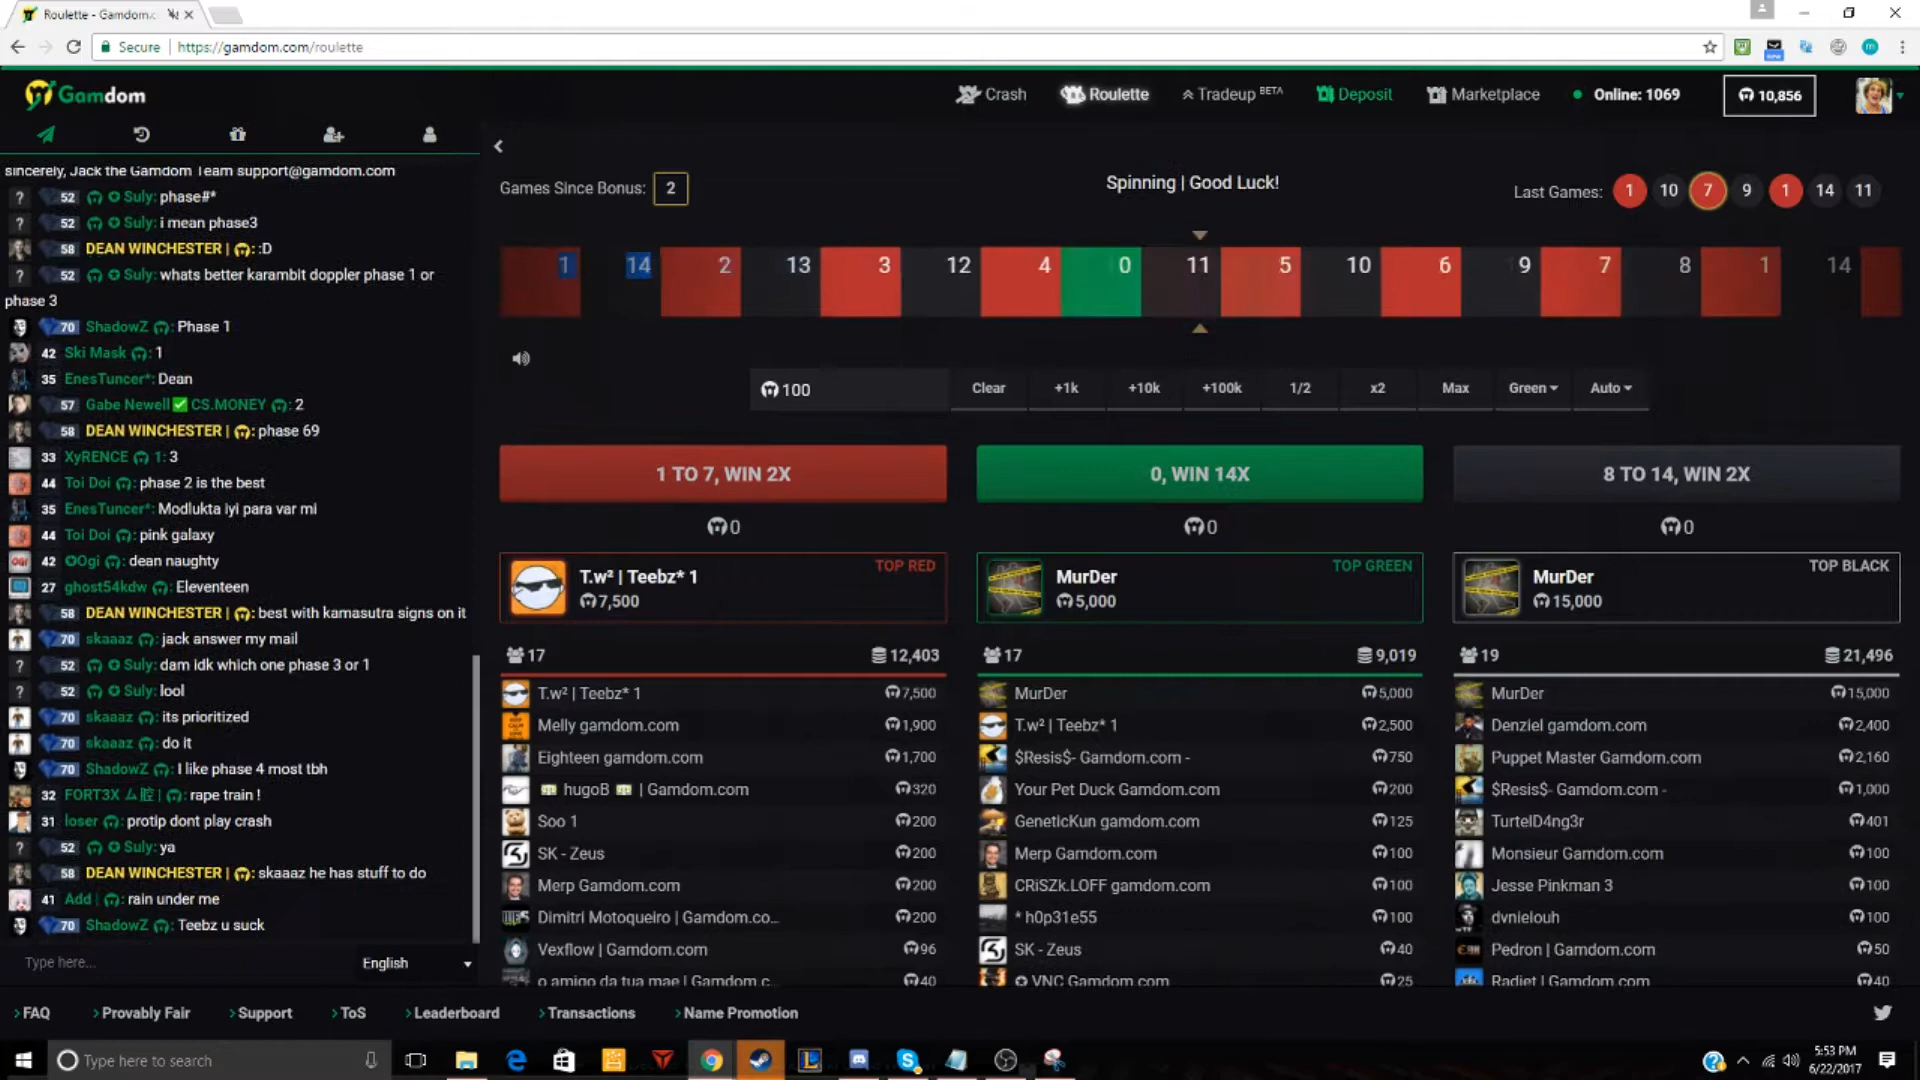 Roulette - Gamdom.c
Secure https://gamdom.com/roulette
Gamdom
Crash Roulette Tradeup BETA Deposit Marketplace Online: 1069 10,856
sincerely, Jack the Gamdom Team support@gamdom.com
? 52 Suly: phase#*
? 52 Suly: i mean phase3
58 DEAN WINCHESTER | : :D
? 52 Suly: whats better karambit doppler phase 1 or
phase 3
70 ShadowZ : Phase 1
42 Ski Mask : 1
35 EnesTuncer*: Dean
57 Gabe Newell✅ CS.MONEY : 2
58 DEAN WINCHESTER | : phase 69
33 XyRENCE 1: 3
44 Toi Doi : phase 2 is the best
35 EnesTuncer*: Modlukta iyi para var mi
44 Toi Doi : pink galaxy
42 ✪Ogi : dean naughty
27 ghost54kdw : Eleventeen
58 DEAN WINCHESTER | : best with kamasutra signs on it
70 skaaaz : jack answer my mail
? 52 Suly: dam idk which one phase 3 or 1
? 52 Suly: lool
70 skaaaz : its prioritized
70 skaaaz : do it
70 ShadowZ : I like phase 4 most tbh
32 FORT3X ム腔 | : rape train !
31 loser : protip dont play crash
? 52 Suly: ya
58 DEAN WINCHESTER | : skaaaz he has stuff to do
41 Add | : rain under me
70 ShadowZ : Teebz u suck
Type here... English
Games Since Bonus: 2
Spinning | Good Luck!
Last Games: 1 10 7 9 1 14 11
1 14 2 13 3 12 4 0 11 5 10 6 9 7 8 1 14
100 Clear +1k +10k +100k 1/2 x2 Max Green Auto
1 TO 7, WIN 2X
0
T.w² | Teebz* 1 TOP RED
7,500
17 12,403
T.w² | Teebz* 1 7,500
Melly gamdom.com 1,900
Eighteen gamdom.com 1,700
hugoB | Gamdom.com 320
Soo 1 200
SK - Zeus 200
Merp Gamdom.com 200
Dimitri Motoqueiro | Gamdom.co... 200
Vexflow | Gamdom.com 96
o amigo da tua mae | Gamdom.c... 40
0, WIN 14X
0
MurDer TOP GREEN
5,000
17 9,019
MurDer 5,000
T.w² | Teebz* 1 2,500
$Resis$- Gamdom.com - 750
Your Pet Duck Gamdom.com 200
GeneticKun gamdom.com 125
Merp Gamdom.com 100
CRiSZk.LOFF gamdom.com 100
* h0p31e55 100
SK - Zeus 40
✪ VNC Gamdom.com 25
8 TO 14, WIN 2X
0
MurDer TOP BLACK
15,000
19 21,496
MurDer 15,000
Denziel gamdom.com 2,400
Puppet Master Gamdom.com 2,160
$Resis$- Gamdom.com - 1,000
TurtelD4ng3r 401
Monsieur Gamdom.com 100
Jesse Pinkman 3 100
dvnielouh 100
Pedron | Gamdom.com 50
Radiet | Gamdom.com 40
FAQ Provably Fair Support ToS Leaderboard Transactions Name Promotion
Type here to search
5:53 PM
6/22/2017